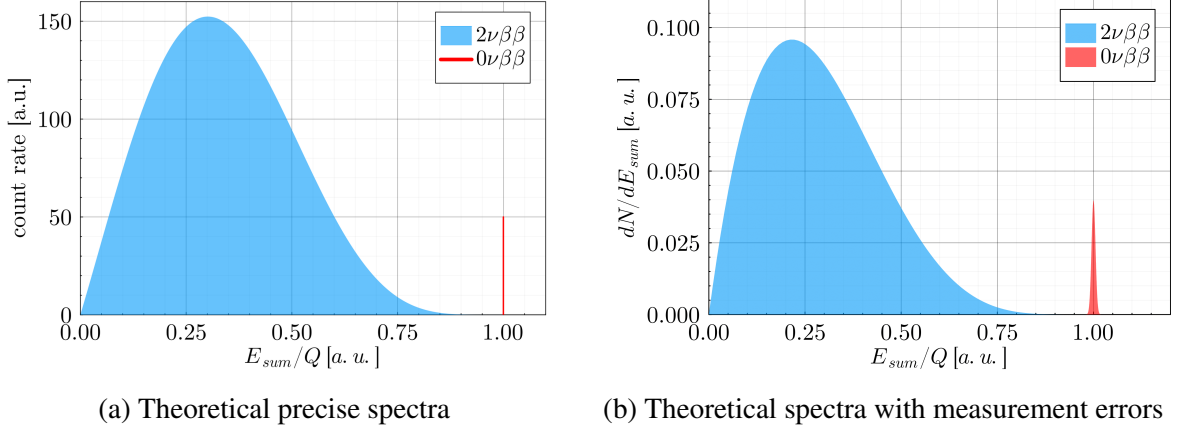 150
100
50
0
count rate [a.u.]
2νββ
0νββ
0.00 0.25 0.50 0.75 1.00
E_sum/Q [a. u.]
(a) Theoretical precise spectra
0.100
0.075
0.050
0.025
0.000
dN/dE_sum [a. u.]
2νββ
0νββ
0.00 0.25 0.50 0.75 1.00
E_sum/Q [a. u.]
(b) Theoretical spectra with measurement errors